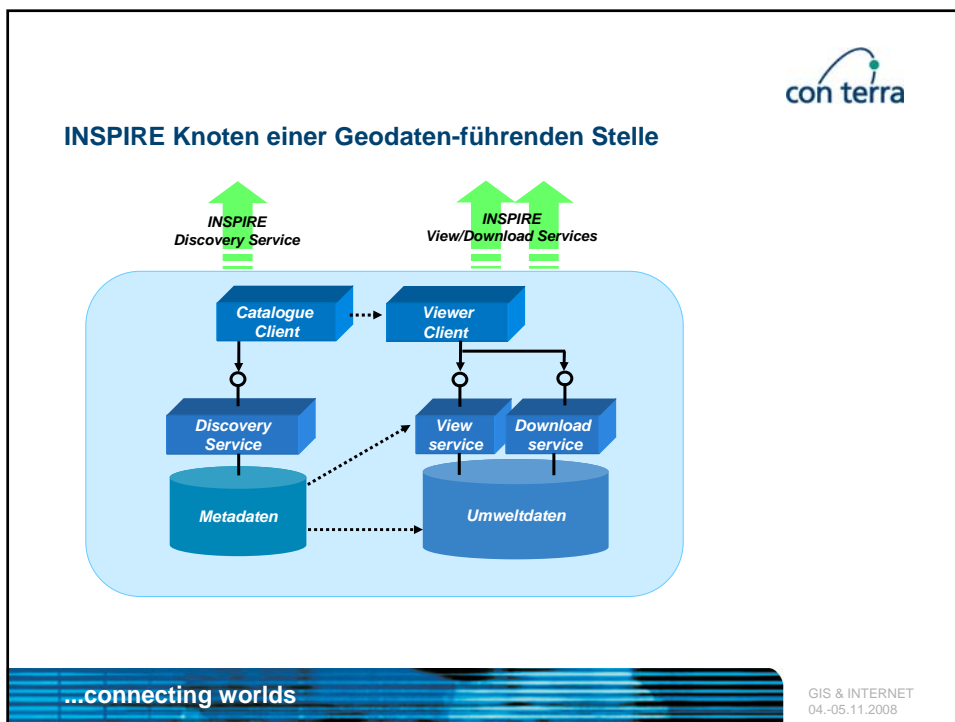 con terra
INSPIRE Knoten einer Geodaten-führenden Stelle
INSPIRE
Discovery Service
INSPIRE
View/Download Services
Catalogue
Client
Viewer
Client
Discovery
Service
View
service
Download
service
Metadaten
Umweltdaten
...connecting worlds
GIS & INTERNET
04.-05.11.2008